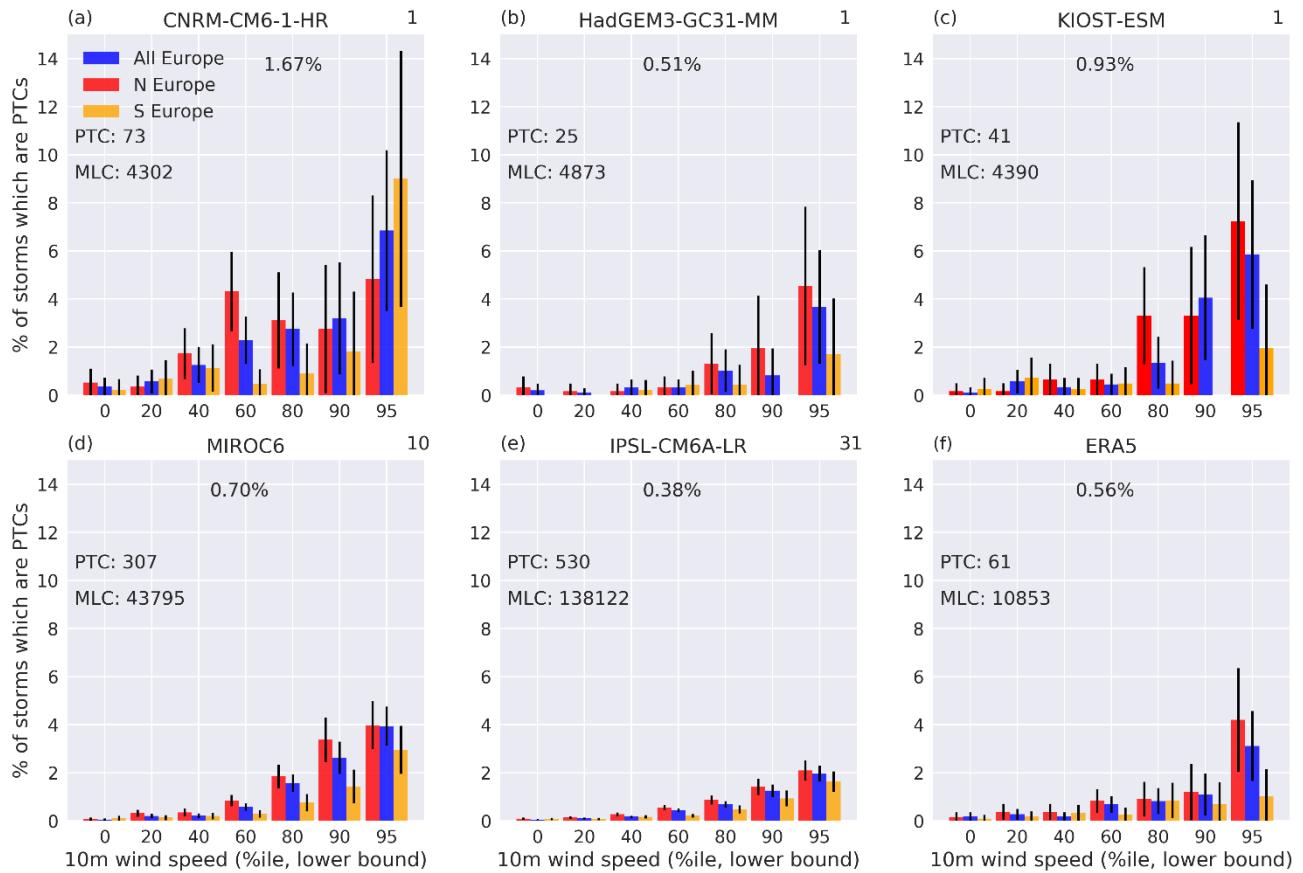 (a) CNRM-CM6-1-HR 1
(b) HadGEM3-GC31-MM 1
(c) KIOST-ESM 1
% of storms which are PTCs
14
12
10
8
6
4
2
0
All Europe
N Europe
S Europe
1.67%
PTC: 73
MLC: 4302
0 20 40 60 80 90 95
14
12
10
8
6
4
2
0
0.51%
PTC: 25
MLC: 4873
0 20 40 60 80 90 95
14
12
10
8
6
4
2
0
0.93%
PTC: 41
MLC: 4390
0 20 40 60 80 90 95
(d) MIROC6 10
(e) IPSL-CM6A-LR 31
(f) ERA5
% of storms which are PTCs
14
12
10
8
6
4
2
0
0.70%
PTC: 307
MLC: 43795
0 20 40 60 80 90 95
10m wind speed (%ile, lower bound)
14
12
10
8
6
4
2
0
0.38%
PTC: 530
MLC: 138122
0 20 40 60 80 90 95
10m wind speed (%ile, lower bound)
14
12
10
8
6
4
2
0
0.56%
PTC: 61
MLC: 10853
0 20 40 60 80 90 95
10m wind speed (%ile, lower bound)